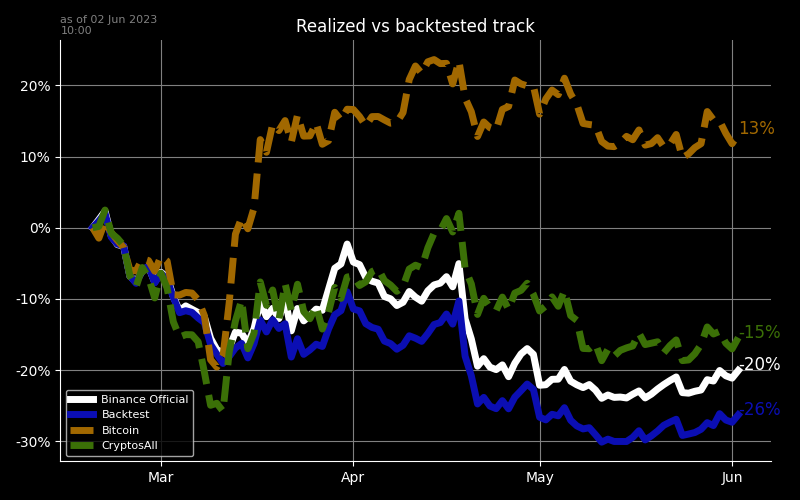 as of 02 Jun 2023
10:00
Realized vs backtested track
20%
10%
0%
-10%
-20%
-30%
13%
-15%
-20%
-26%
Binance Official
Backtest
Bitcoin
CryptosAll
Mar
Apr
May
Jun